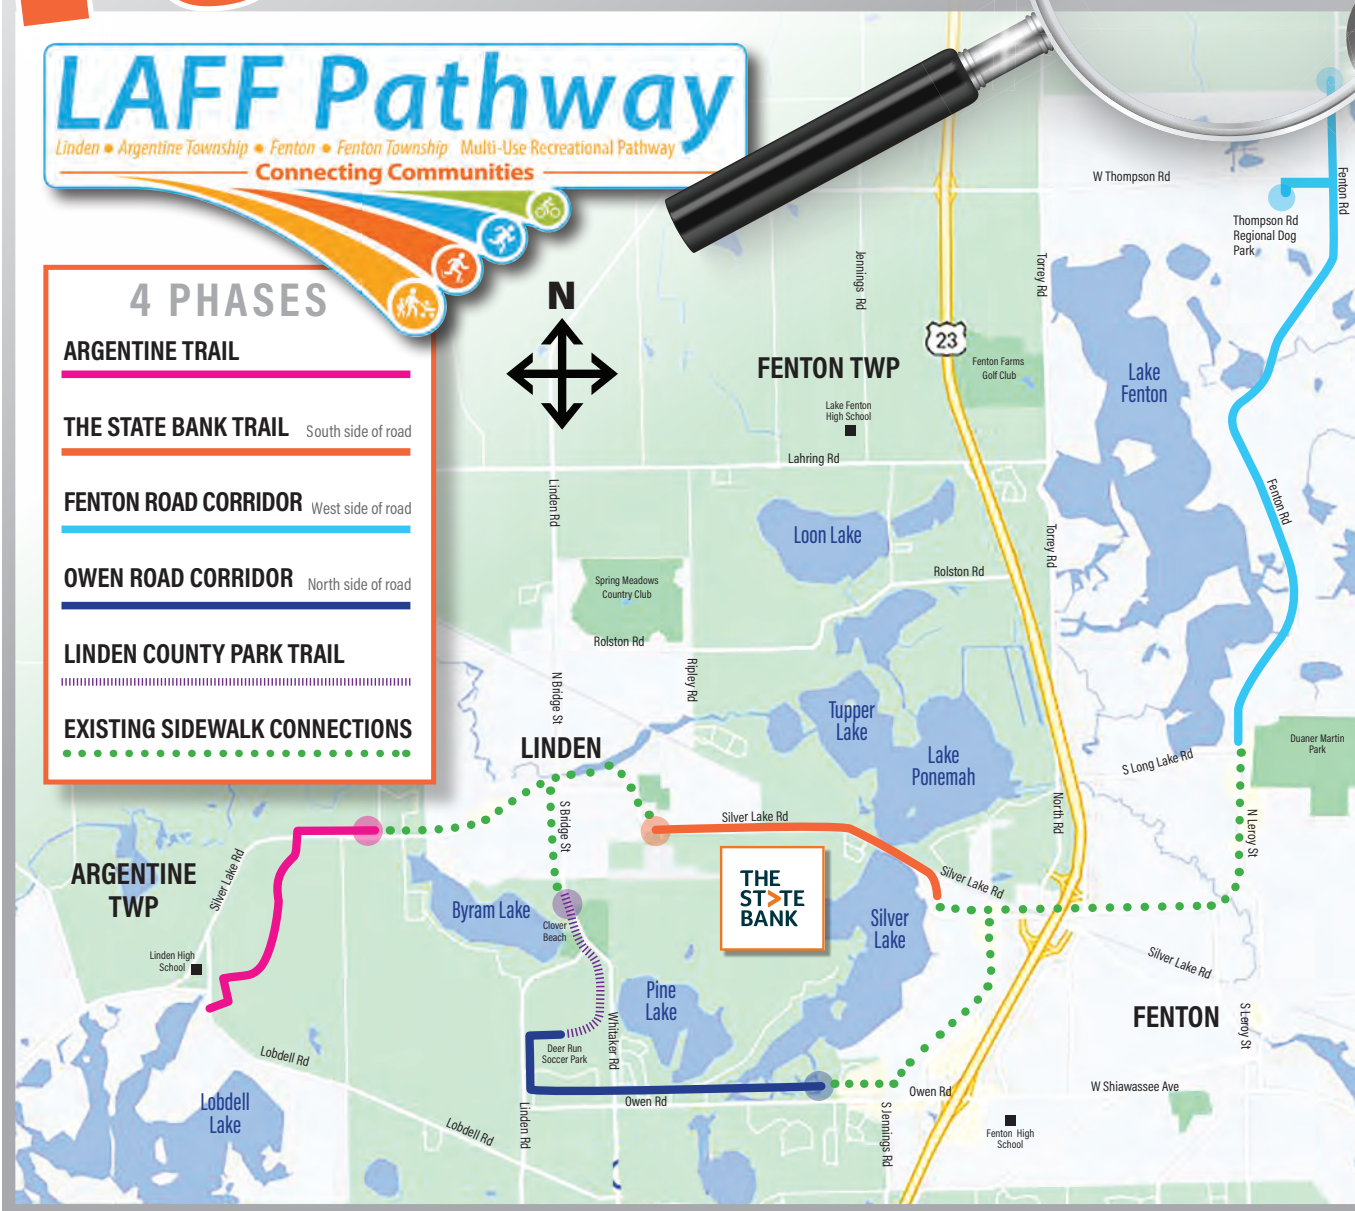 LAFF Pathway
Linden • Argentine Township • Fenton • Fenton Township Multi-Use Recreational Pathway
Connecting Communities
4 PHASES
ARGENTINE TRAIL
THE STATE BANK TRAIL South side of road
FENTON ROAD CORRIDOR West side of road
OWEN ROAD CORRIDOR North side of road
LINDEN COUNTY PARK TRAIL
EXISTING SIDEWALK CONNECTIONS
N
W Thompson Rd
Fenton Rd
Thompson Rd
Regional Dog
Park
Jennings Rd
Torrey Rd
23
FENTON TWP
Fenton Farms
Golf Club
Lake
Fenton
Lake Fenton
High School
Lahring Rd
Linden Rd
Loon Lake
Fenton Rd
Torrey Rd
Rolston Rd
Spring Meadows
Country Club
Rolston Rd
Ripley Rd
N Bridge St
Tupper
Lake
LINDEN
Lake
Ponemah
Duaner Martin
Park
S Long Lake Rd
S Bridge St
Silver Lake Rd
North Rd
N Leroy St
ARGENTINE
TWP
Silver Lake Rd
THE
STATE
BANK
Silver Lake Rd
Byram Lake
Clover
Beach
Silver
Lake
Linden High
School
Silver Lake Rd
Pine
Lake
FENTON
S Leroy St
Whitaker Rd
Deer Run
Soccer Park
Lobdell Rd
Lobdell
Lake
Owen Rd
Owen Rd
W Shiawassee Ave
Linden Rd
Lobdell Rd
S Jennings Rd
Fenton High
School